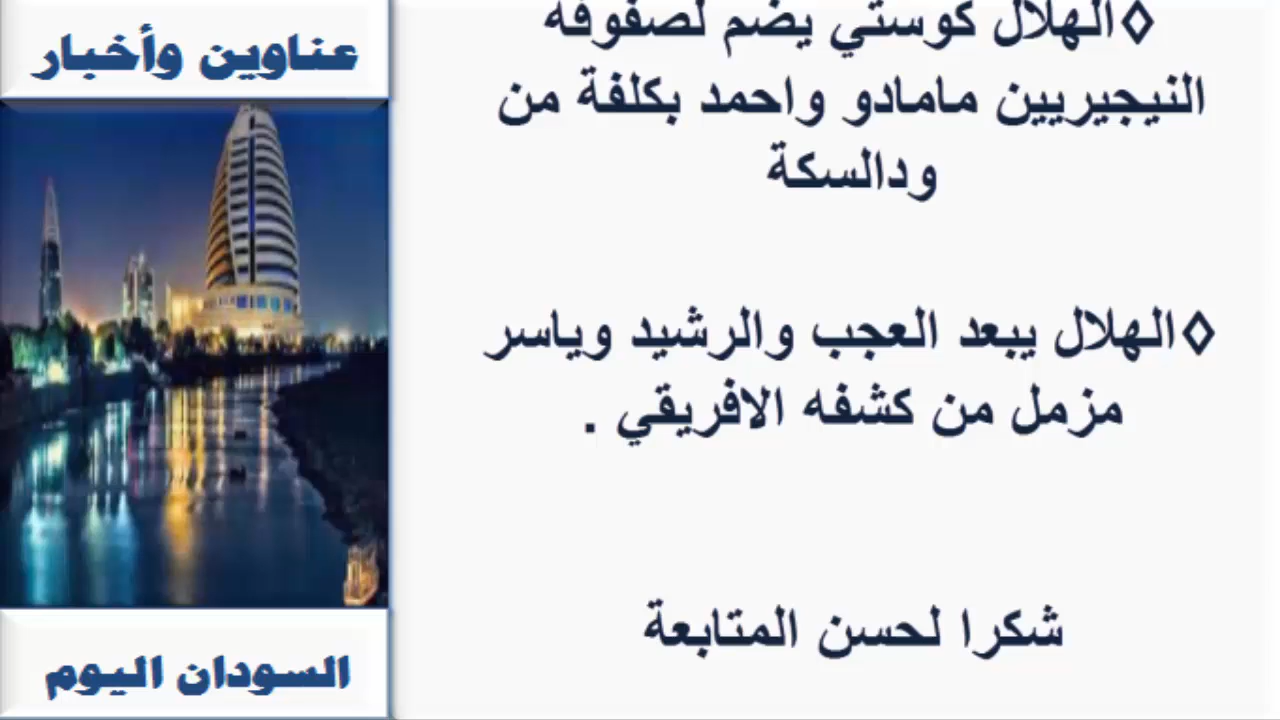 عناوين وأخبار
◊الهلال كوستي يضم لصفوفه
النيجيريين مامادو واحمد بكلفة من
ودالسكة
◊الهلال يبعد العجب والرشيد وياسر
مزمل من كشفه الافريقي .
شكرا لحسن المتابعة
السودان اليوم